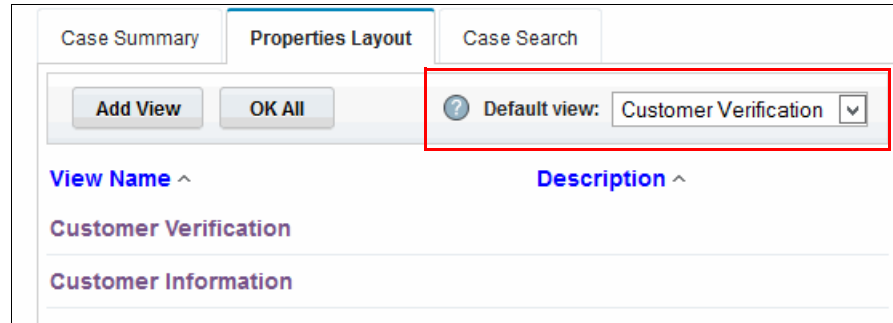 Case Summary Properties Layout Case Search
Add View OK All ? Default view: Customer Verification
View Name Description
Customer Verification
Customer Information